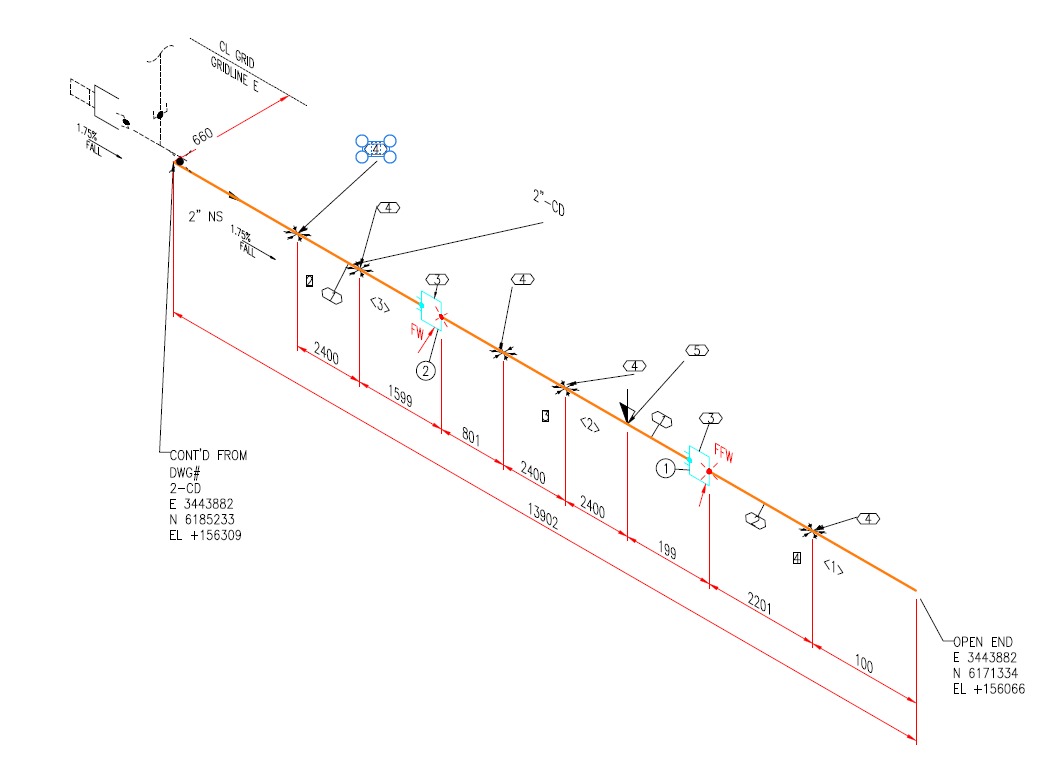 CL GRID
GRIDLINE E
660
1.75%
FALL
4
4
2"-CD
2" NS
1.75%
FALL
2
1
<3>
3
FW
2
4
4
5
3
<2>
1
3
FFW
1
2
4
4
<1>
2400
1599
801
2400
2400
199
2201
100
13902
CONT'D FROM
DWG#
2-CD
E 3443882
N 6185233
EL +156309
OPEN END
E 3443882
N 6171334
EL +156066